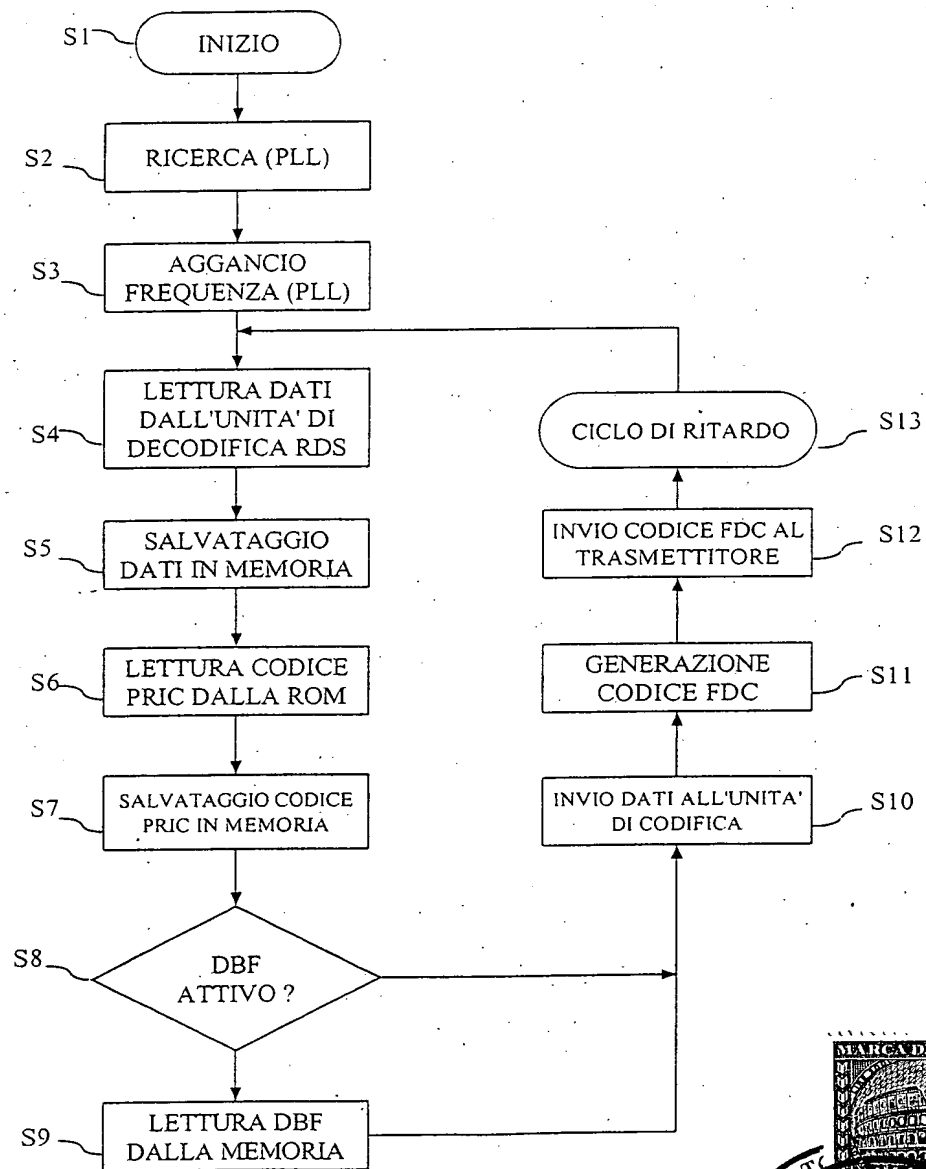 S1
INIZIO
S2
RICERCA (PLL)
S3
AGGANCIO
FREQUENZA (PLL)
S4
LETTURA DATI
DALL'UNITA' DI
DECODIFICA RDS
S5
SALVATAGGIO
DATI IN MEMORIA
S6
LETTURA CODICE
PRIC DALLA ROM
S7
SALVATAGGIO CODICE
PRIC IN MEMORIA
S8
DBF
ATTIVO ?
S9
LETTURA DBF
DALLA MEMORIA
CICLO DI RITARDO
S13
INVIO CODICE FDC AL
TRASMETTITORE
S12
GENERAZIONE
CODICE FDC
S11
INVIO DATI ALL'UNITA'
DI CODIFICA
S10
MARCA D